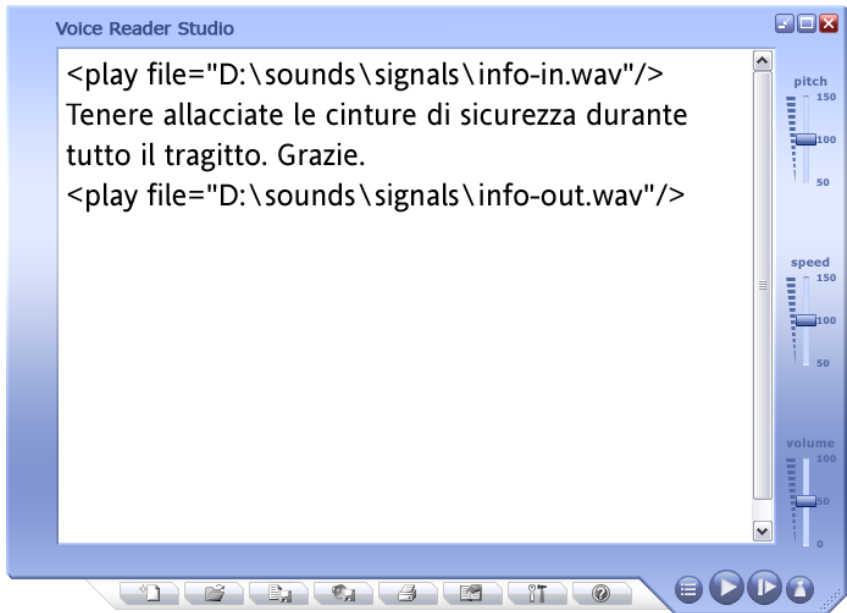 Voice Reader Studio
<play file="D:\sounds\signals\info-in.wav"/>
Tenere allacciate le cinture di sicurezza durante
tutto il tragitto. Grazie.
<play file="D:\sounds\signals\info-out.wav"/>
pitch
150
100
50
speed
150
100
50
volume
100
50
0